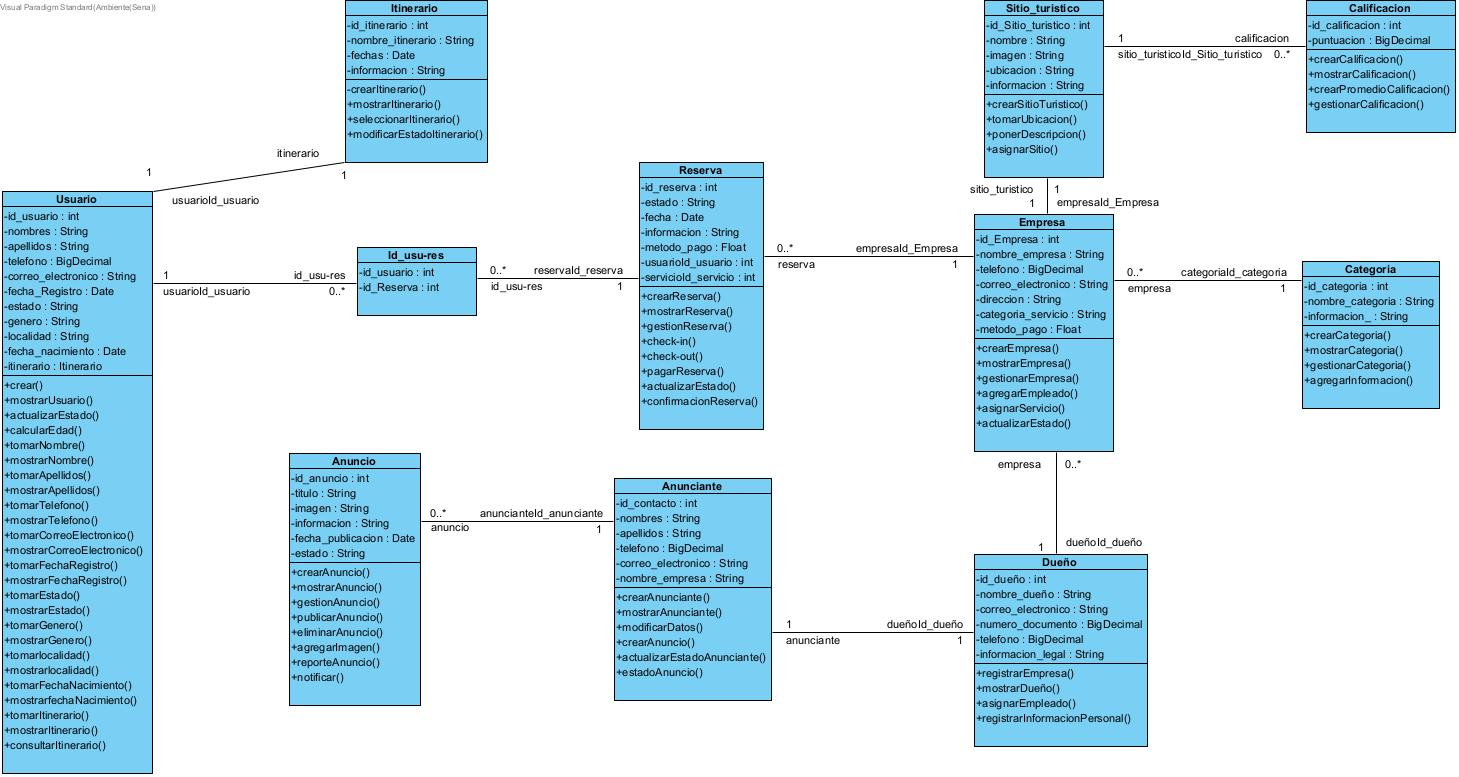 Visual Paradigm Standard(Ambiente(Sena))
Itinerario
-id_itinerario : int
-nombre_itinerario : String
-fechas : Date
-informacion : String
-crearItinerario()
+mostrarItinerario()
+seleccionarItinerario()
+modificarEstadoItinerario()
Sitio_turistico
-id_Sitio_turistico : int
-nombre : String
-imagen : String
-ubicacion : String
-informacion : String
+crearSitioTuristico()
+tomarUbicacion()
+ponerDescripcion()
+asignarSitio()
1
calificacion
sitio_turisticoId_Sitio_turistico
0..*
Calificacion
-id_calificacion : int
-puntuacion : BigDecimal
+crearCalificacion()
+mostrarCalificacion()
+crearPromedioCalificacion()
+gestionarCalificacion()
itinerario
1
1
usuarioId_usuario
sitio_turistico
1
1
empresaId_Empresa
Usuario
-id_usuario : int
-nombres : String
-apellidos : String
-telefono : BigDecimal
-correo_electronico : String
-fecha_Registro : Date
-estado : String
-genero : String
-localidad : String
-fecha_nacimiento : Date
-itinerario : Itinerario
+crear()
+mostrarUsuario()
+actualizarEstado()
+calcularEdad()
+tomarNombre()
+mostrarNombre()
+tomarApellidos()
+mostrarApellidos()
+tomarTelefono()
+mostrarTelefono()
+tomarCorreoElectronico()
+mostrarCorreoElectronico()
+tomarFechaRegistro()
+mostrarFechaRegistro()
+tomarEstado()
+mostrarEstado()
+tomarGenero()
+mostrarGenero()
+tomarlocalidad()
+mostrarlocalidad()
+tomarFechaNacimiento()
+mostrarfechaNacimiento()
+tomarItinerario()
+mostrarItinerario()
+consultarItinerario()
1
id_usu-res
usuarioId_usuario
0..*
Id_usu-res
-id_usuario : int
-id_Reserva : int
0..*
reservaId_reserva
id_usu-res
1
Reserva
-id_reserva : int
-estado : String
-fecha : Date
-informacion : String
-metodo_pago : Float
-usuarioId_usuario : int
-servicioId_servicio : int
+crearReserva()
+mostrarReserva()
+gestionReserva()
+check-in()
+check-out()
+pagarReserva()
+actualizarEstado()
+confirmacionReserva()
0..*
empresaId_Empresa
reserva
1
Empresa
-id_Empresa : int
-nombre_empresa : String
-telefono : BigDecimal
-correo_electronico : String
-direccion : String
-categoria_servicio : String
-metodo_pago : Float
+crearEmpresa()
+mostrarEmpresa()
+gestionarEmpresa()
+agregarEmpleado()
+asignarServicio()
+actualizarEstado()
0..*
categoriaId_categoria
empresa
1
Categoria
-id_categoria : int
-nombre_categoria : String
-informacion_ : String
+crearCategoria()
+mostrarCategoria()
+gestionarCategoria()
+agregarInformacion()
empresa
0..*
1
dueñoId_dueño
Anuncio
-id_anuncio : int
-titulo : String
-imagen : String
-informacion : String
-fecha_publicacion : Date
-estado : String
+crearAnuncio()
+mostrarAnuncio()
+gestionAnuncio()
+publicarAnuncio()
+eliminarAnuncio()
+agregarImagen()
+reporteAnuncio()
+notificar()
0..*
anuncianteId_anunciante
anuncio
1
Anunciante
-id_contacto : int
-nombres : String
-apellidos : String
-telefono : BigDecimal
-correo_electronico : String
-nombre_empresa : String
+crearAnunciante()
+mostrarAnunciante()
+modificarDatos()
+crearAnuncio()
+actualizarEstadoAnunciante()
+estadoAnuncio()
1
dueñoId_dueño
anunciante
1
Dueño
-id_dueño : int
-nombre_dueño : String
-correo_electronico : String
-numero_documento : BigDecimal
-telefono : BigDecimal
-informacion_legal : String
+registrarEmpresa()
+mostrarDueño()
+asignarEmpleado()
+registrarInformacionPersonal()